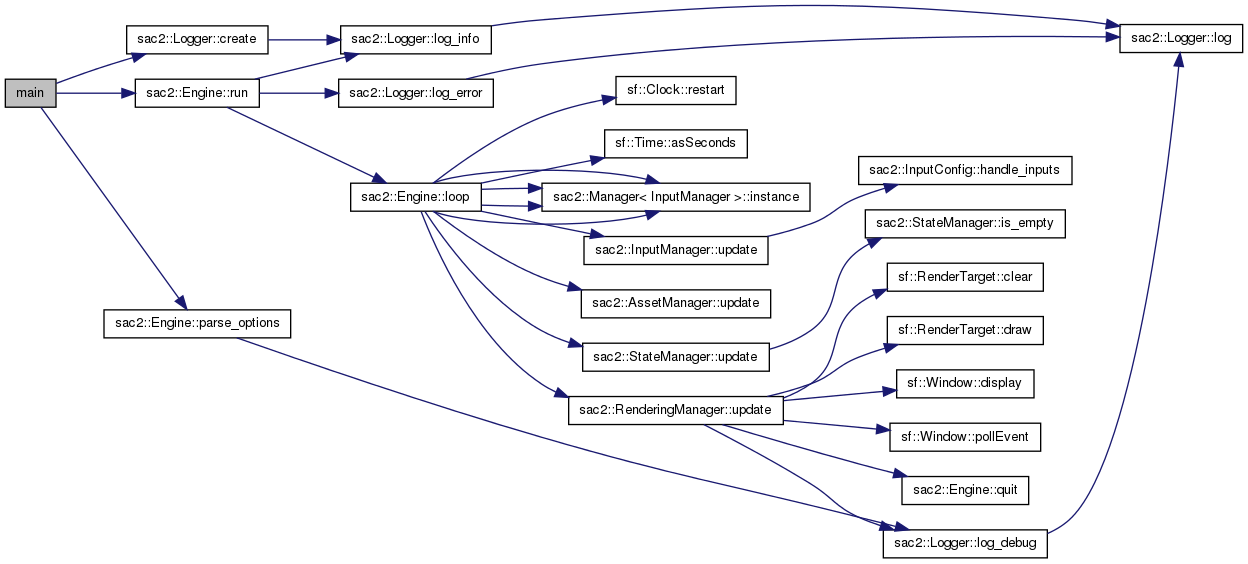 main
sac2::Logger::create
sac2::Engine::run
sac2::Engine::parse_options
sac2::Logger::log_info
sac2::Logger::log_error
sac2::Engine::loop
sf::Clock::restart
sf::Time::asSeconds
sac2::Manager< InputManager >::instance
sac2::InputManager::update
sac2::AssetManager::update
sac2::StateManager::update
sac2::RenderingManager::update
sac2::InputConfig::handle_inputs
sac2::StateManager::is_empty
sf::RenderTarget::clear
sf::RenderTarget::draw
sf::Window::display
sf::Window::pollEvent
sac2::Engine::quit
sac2::Logger::log_debug
sac2::Logger::log